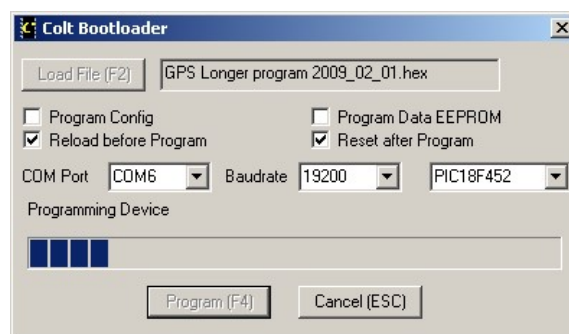 Colt Bootloader
Load File (F2) GPS Longer program 2009_02_01.hex
Program Config Program Data EEPROM
Reload before Program Reset after Program
COM Port COM6 Baudrate 19200 PIC18F452
Programming Device
Program (F4) Cancel (ESC)